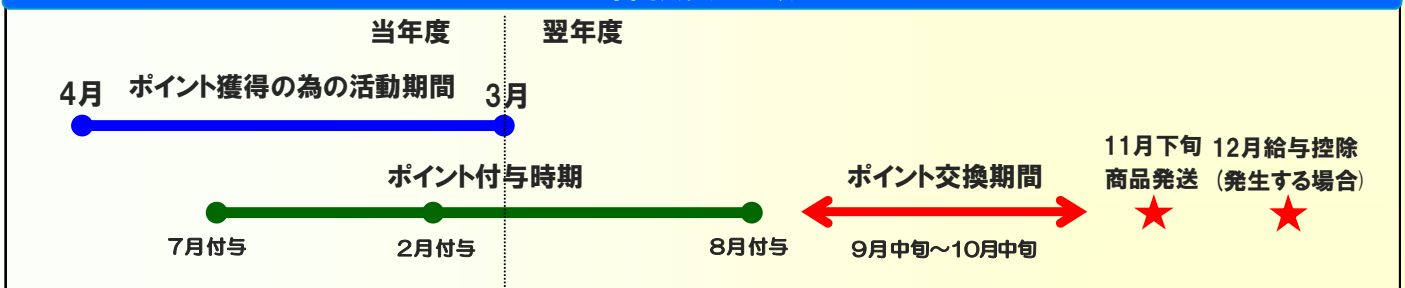 当年度 翌年度
4月 ポイント獲得の為の活動期間 3月
ポイント付与時期
7月付与 2月付与 8月付与
ポイント交換期間
9月中旬～10月中旬
11月下旬
商品発送
12月給与控除
(発生する場合)